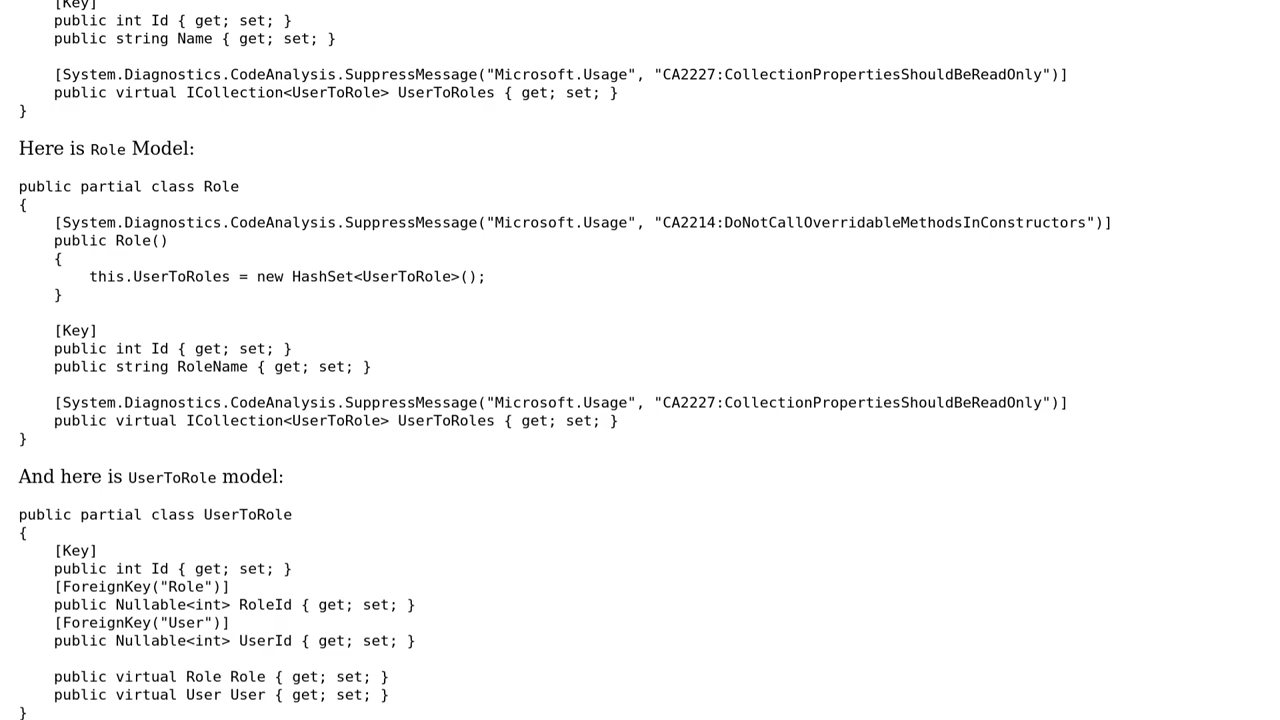 [Key]
public int Id { get; set; }
public string Name { get; set; }
[System.Diagnostics.CodeAnalysis.SuppressMessage("Microsoft.Usage", "CA2227:CollectionPropertiesShouldBeReadOnly")]
public virtual ICollection<UserToRole> UserToRoles { get; set; }
}
Here is Role Model:
public partial class Role
{
[System.Diagnostics.CodeAnalysis.SuppressMessage("Microsoft.Usage", "CA2214:DoNotCallOverridableMethodsInConstructors")]
public Role()
{
this.UserToRoles = new HashSet<UserToRole>();
}
[Key]
public int Id { get; set; }
public string RoleName { get; set; }
[System.Diagnostics.CodeAnalysis.SuppressMessage("Microsoft.Usage", "CA2227:CollectionPropertiesShouldBeReadOnly")]
public virtual ICollection<UserToRole> UserToRoles { get; set; }
}
And here is UserToRole model:
public partial class UserToRole
{
[Key]
public int Id { get; set; }
[ForeignKey("Role")]
public Nullable<int> RoleId { get; set; }
[ForeignKey("User")]
public Nullable<int> UserId { get; set; }
public virtual Role Role { get; set; }
public virtual User User { get; set; }
}